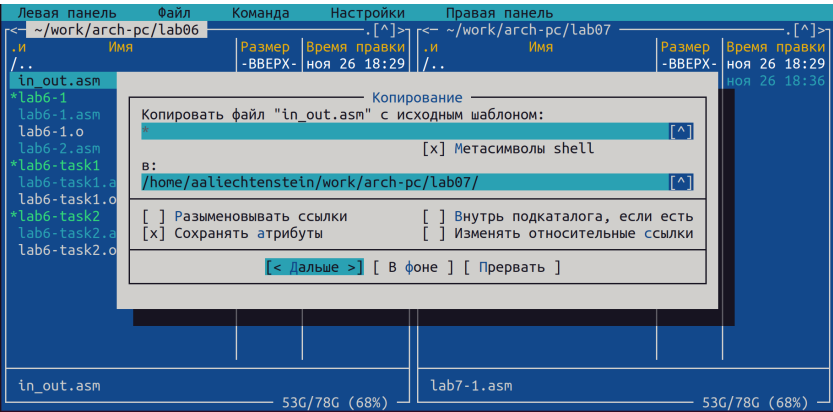 Левая панель Файл Команда Настройки Правая панель
<— ~/work/arch-pc/lab06 .[^]> <— ~/work/arch-pc/lab07 .[^]>
.и Имя Размер Время правки .и Имя Размер Время правки
/.. -ВВЕРХ- ноя 26 18:29 /.. -ВВЕРХ- ноя 26 18:29
in_out.asm ноя 26 18:36
*lab6-1 Копирование
lab6-1.asm Копировать файл "in_out.asm" с исходным шаблоном:
lab6-1.o * [^]
lab6-2.asm [x] Метасимволы shell
*lab6-task1 в:
lab6-task1.a /home/aaliechtenstein/work/arch-pc/lab07/ [^]
lab6-task1.o
*lab6-task2 [ ] Разыменовывать ссылки [ ] Внутрь подкаталога, если есть
lab6-task2.a [x] Сохранять атрибуты [ ] Изменять относительные ссылки
lab6-task2.o
[< Дальше >] [ В фоне ] [ Прервать ]
in_out.asm lab7-1.asm
53G/78G (68%) 53G/78G (68%)